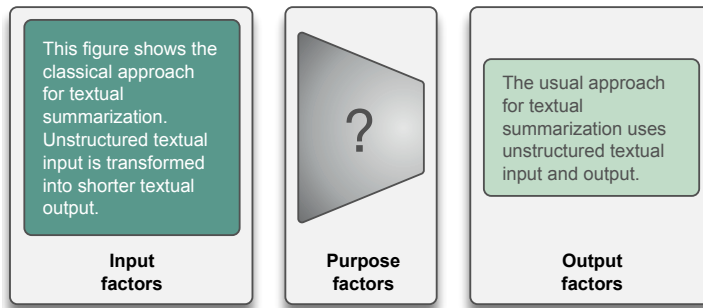 This figure shows the
classical approach
for textual
summarization.
Unstructured textual
input is transformed
into shorter textual
output.
Input
factors
?
Purpose
factors
The usual approach
for textual
summarization uses
unstructured textual
input and output.
Output
factors